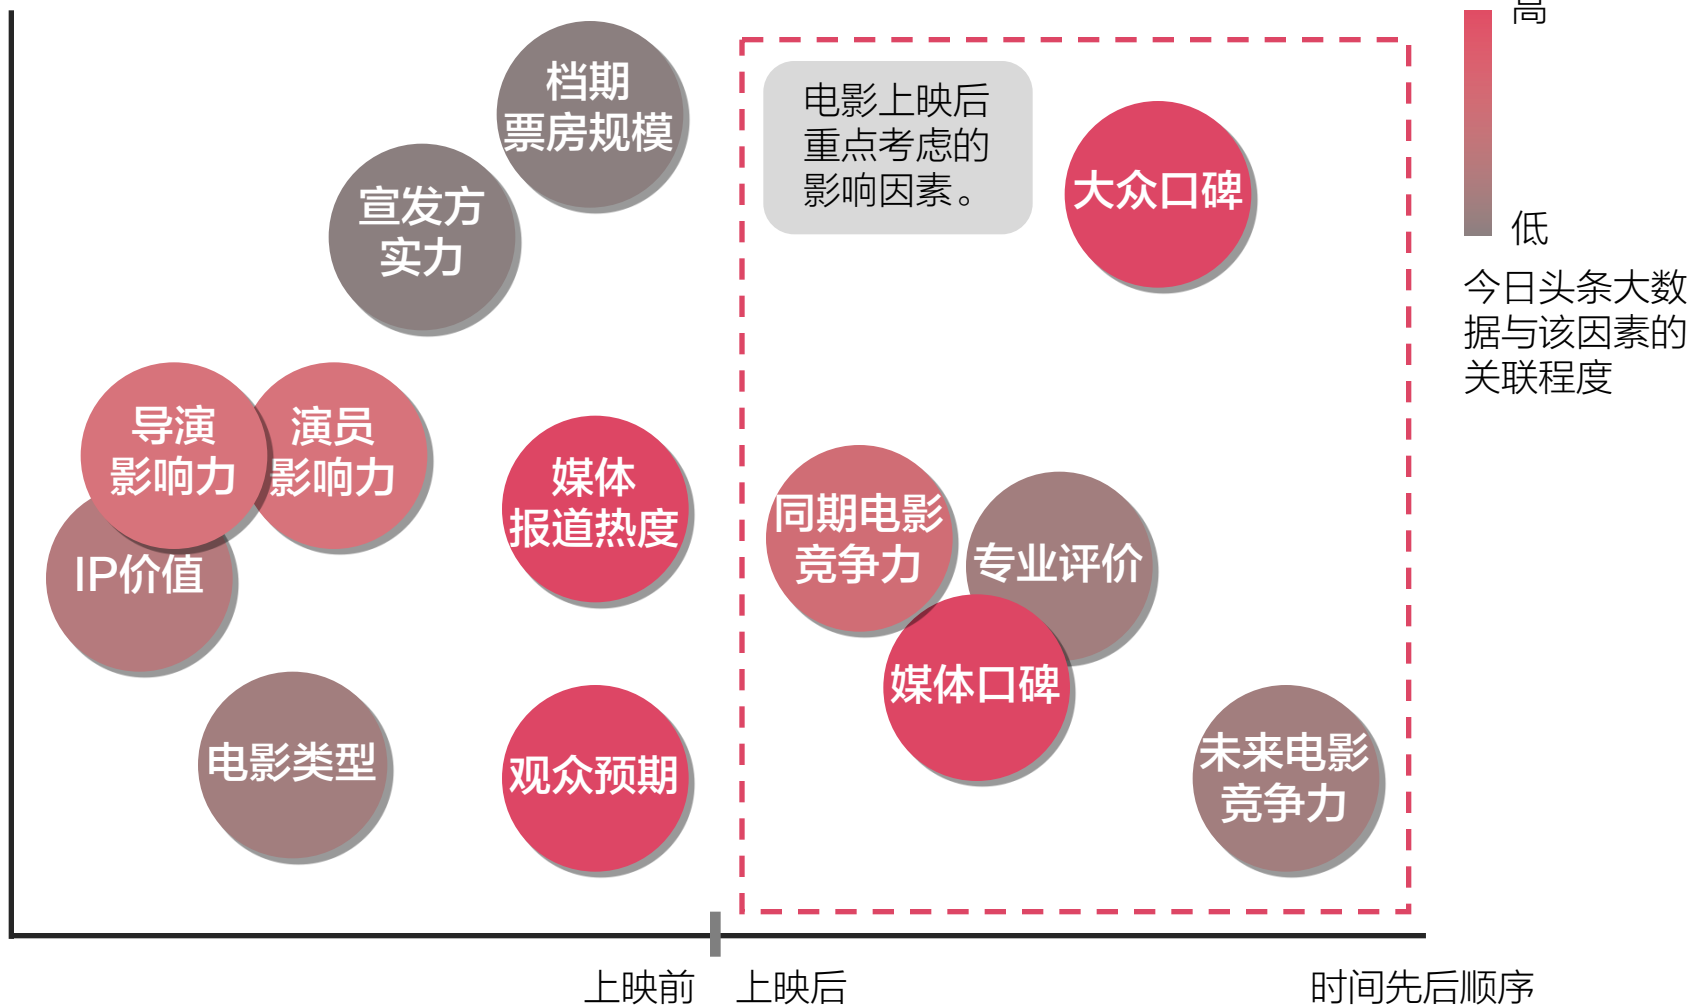 档期
票房规模
宣发方
实力
导演
影响力
演员
影响力
IP价值
媒体
报道热度
电影类型
观众预期
电影上映后
重点考虑的
影响因素。
大众口碑
同期电影
竞争力
专业评价
媒体口碑
未来电影
竞争力
高
低
今日头条大数
据与该因素的
关联程度
上映前
上映后
时间先后顺序